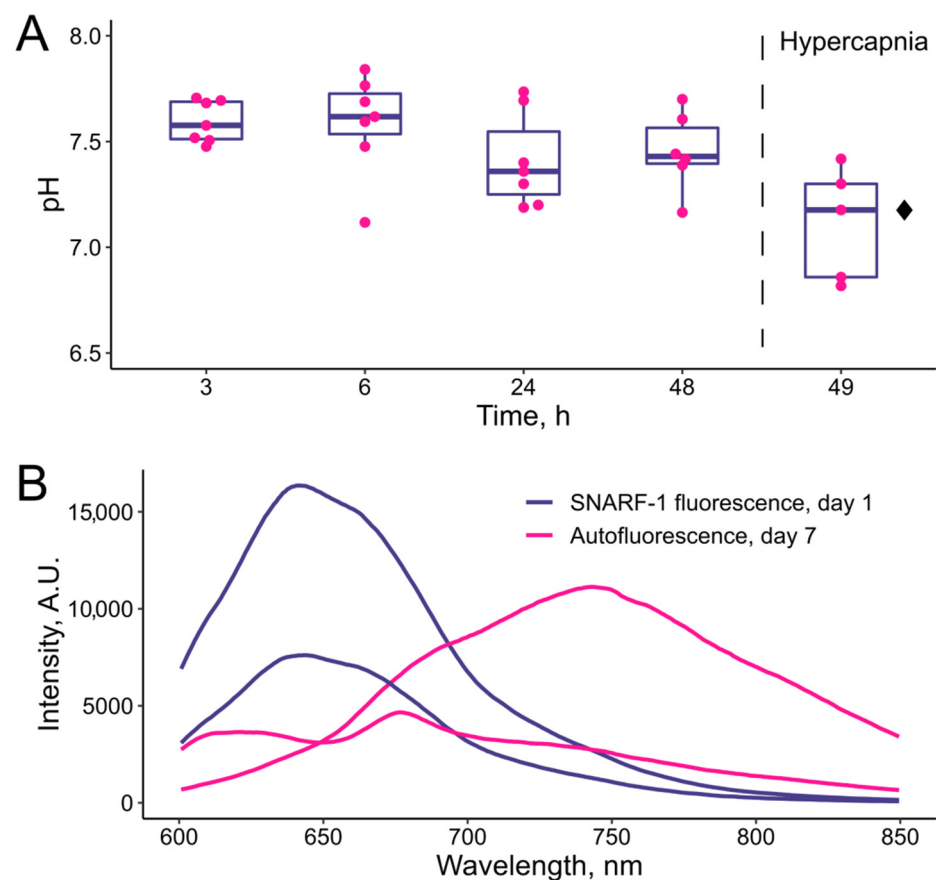 A
8.0
Hypercapnia
7.5
pH
7.0
6.5
3 6 24 48 49
Time, h
B
SNARF-1 fluorescence, day 1
Autofluorescence, day 7
15,000
10,000
Intensity, A.U.
5000
0
600 650 700 750 800 850
Wavelength, nm